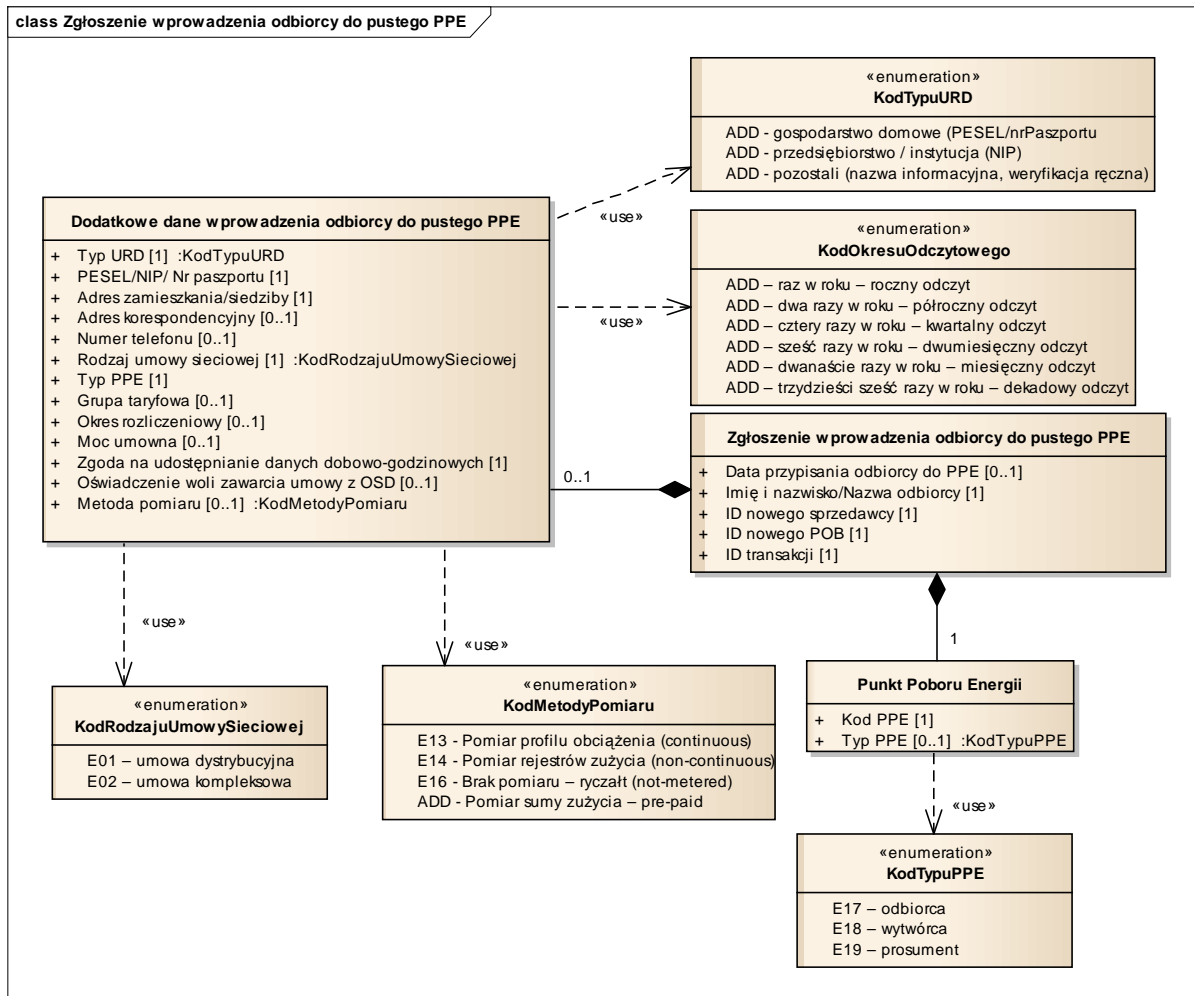 class Zgłoszenie wprowadzenia odbiorcy do pustego PPE
«enumeration»
KodTypuURD
ADD - gospodarstwo domowe (PESEL/nrPaszportu
ADD - przedsiębiorstwo / instytucja (NIP)
ADD - pozostali (nazwa informacyjna, weryfikacja ręczna)
Dodatkowe dane wprowadzenia odbiorcy do pustego PPE
+ Typ URD [1] :KodTypuURD
+ PESEL/NIP/ Nr paszportu [1]
+ Adres zamieszkania/siedziby [1]
+ Adres korespondencyjny [0..1]
+ Numer telefonu [0..1]
+ Rodzaj umowy sieciowej [1] :KodRodzajuUmowySieciowej
+ Typ PPE [1]
+ Grupa taryfowa [0..1]
+ Okres rozliczeniowy [0..1]
+ Moc umowna [0..1]
+ Zgoda na udostępnianie danych dobowo-godzinowych [1]
+ Oświadczenie woli zawarcia umowy z OSD [0..1]
+ Metoda pomiaru [0..1] :KodMetodyPomiaru
«use»
«enumeration»
KodOkresuOdczytowego
ADD – raz w roku – roczny odczyt
ADD – dwa razy w roku – półroczny odczyt
ADD – cztery razy w roku – kwartalny odczyt
ADD – sześć razy w roku – dwumiesięczny odczyt
ADD – dwanaście razy w roku – miesięczny odczyt
ADD – trzydzieści sześć razy w roku – dekadowy odczyt
«use»
Zgłoszenie wprowadzenia odbiorcy do pustego PPE
+ Data przypisania odbiorcy do PPE [0..1]
+ Imię i nazwisko/Nazwa odbiorcy [1]
+ ID nowego sprzedawcy [1]
+ ID nowego POB [1]
+ ID transakcji [1]
0..1
«use»
«use»
1
«enumeration»
KodRodzajuUmowySieciowej
E01 – umowa dystrybucyjna
E02 – umowa kompleksowa
«enumeration»
KodMetodyPomiaru
E13 - Pomiar profilu obciążenia (continuous)
E14 - Pomiar rejestrów zużycia (non-continuous)
E16 - Brak pomiaru – ryczałt (not-metered)
ADD - Pomiar sumy zużycia – pre-paid
Punkt Poboru Energii
+ Kod PPE [1]
+ Typ PPE [0..1] :KodTypuPPE
«use»
«enumeration»
KodTypuPPE
E17 – odbiorca
E18 – wytwórca
E19 – prosument